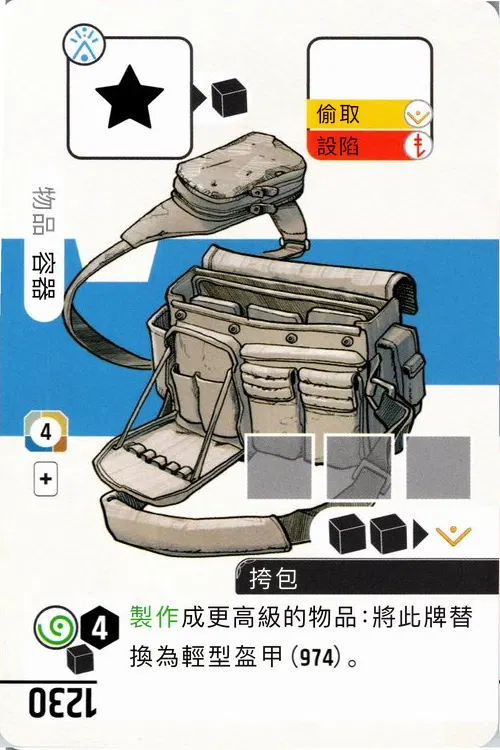 偷取
設陷
物品 容器
4
+
挎包
4 製作成更高級的物品：將此牌替
換為輕型盔甲（974）。
1230